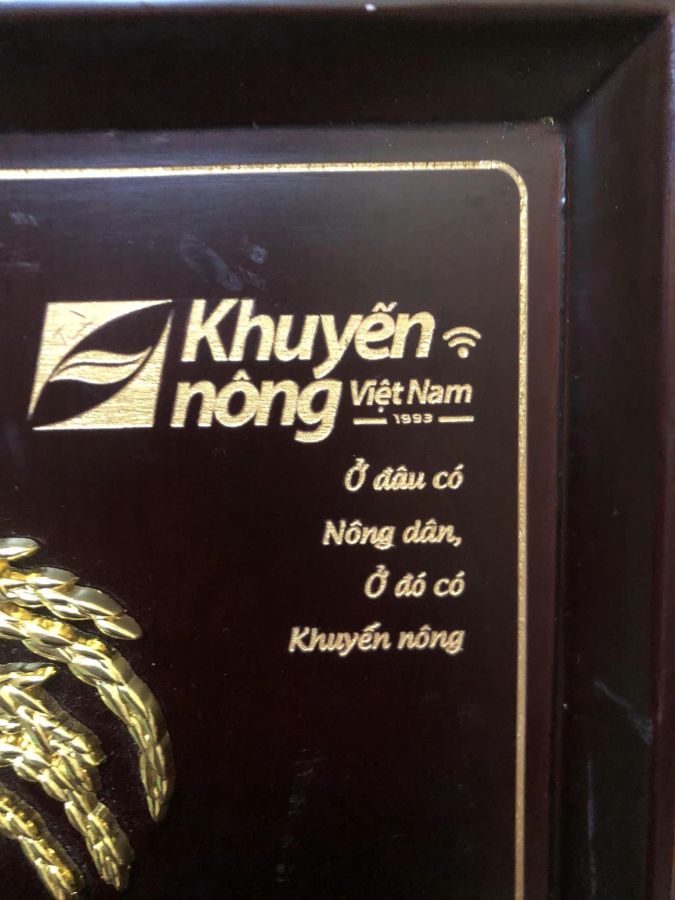 Khuyến
nông Việt Nam
1993
Ở đâu có
Nông dân,
Ở đó có
Khuyến nông